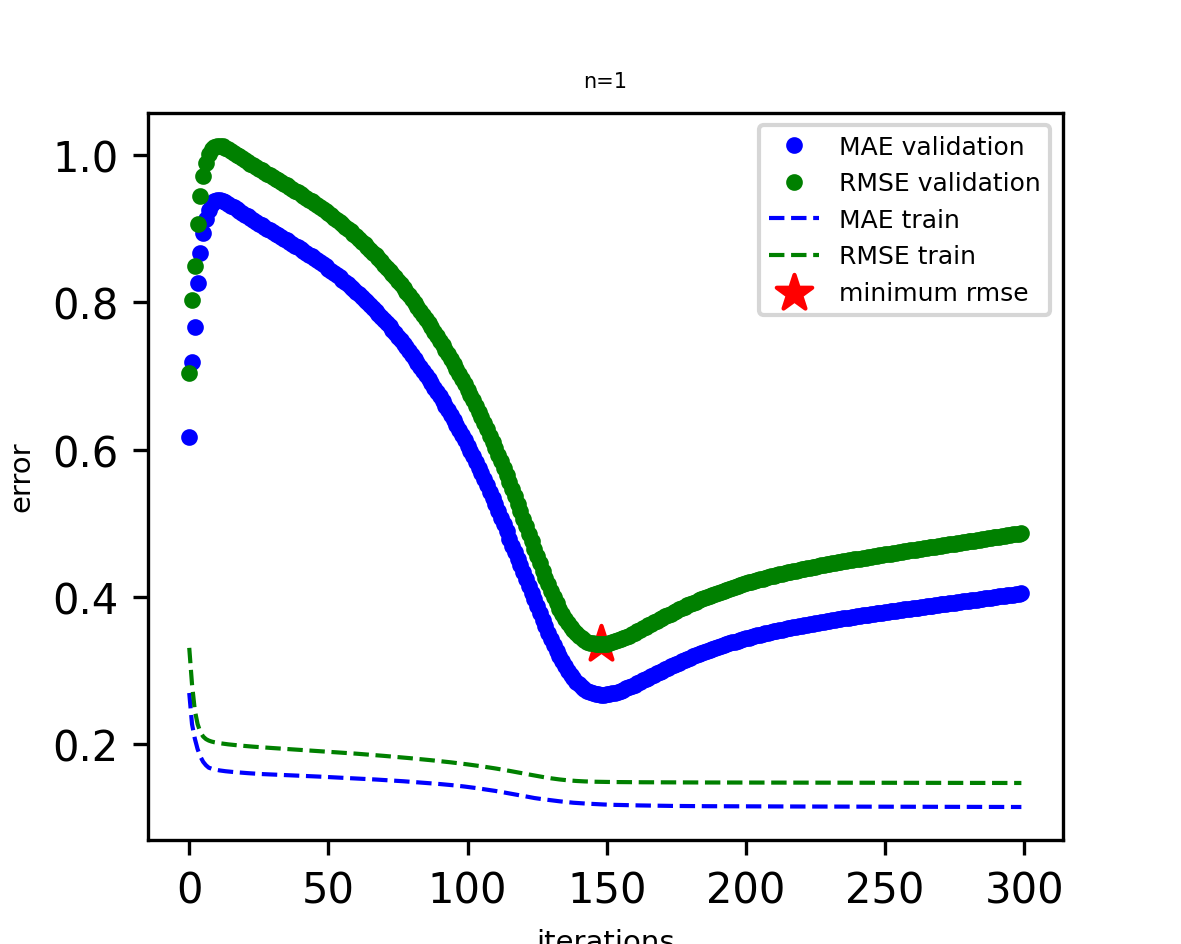 n=1
1.0
0.8
0.6
0.4
0.2
error
MAE validation
RMSE validation
MAE train
RMSE train
minimum rmse
0 50 100 150 200 250 300
iterations